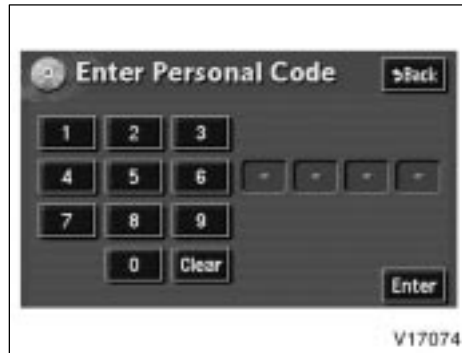 Enter Personal Code Back
1 2 3
4 5 6 - - - -
7 8 9
0 Clear
Enter
V17074